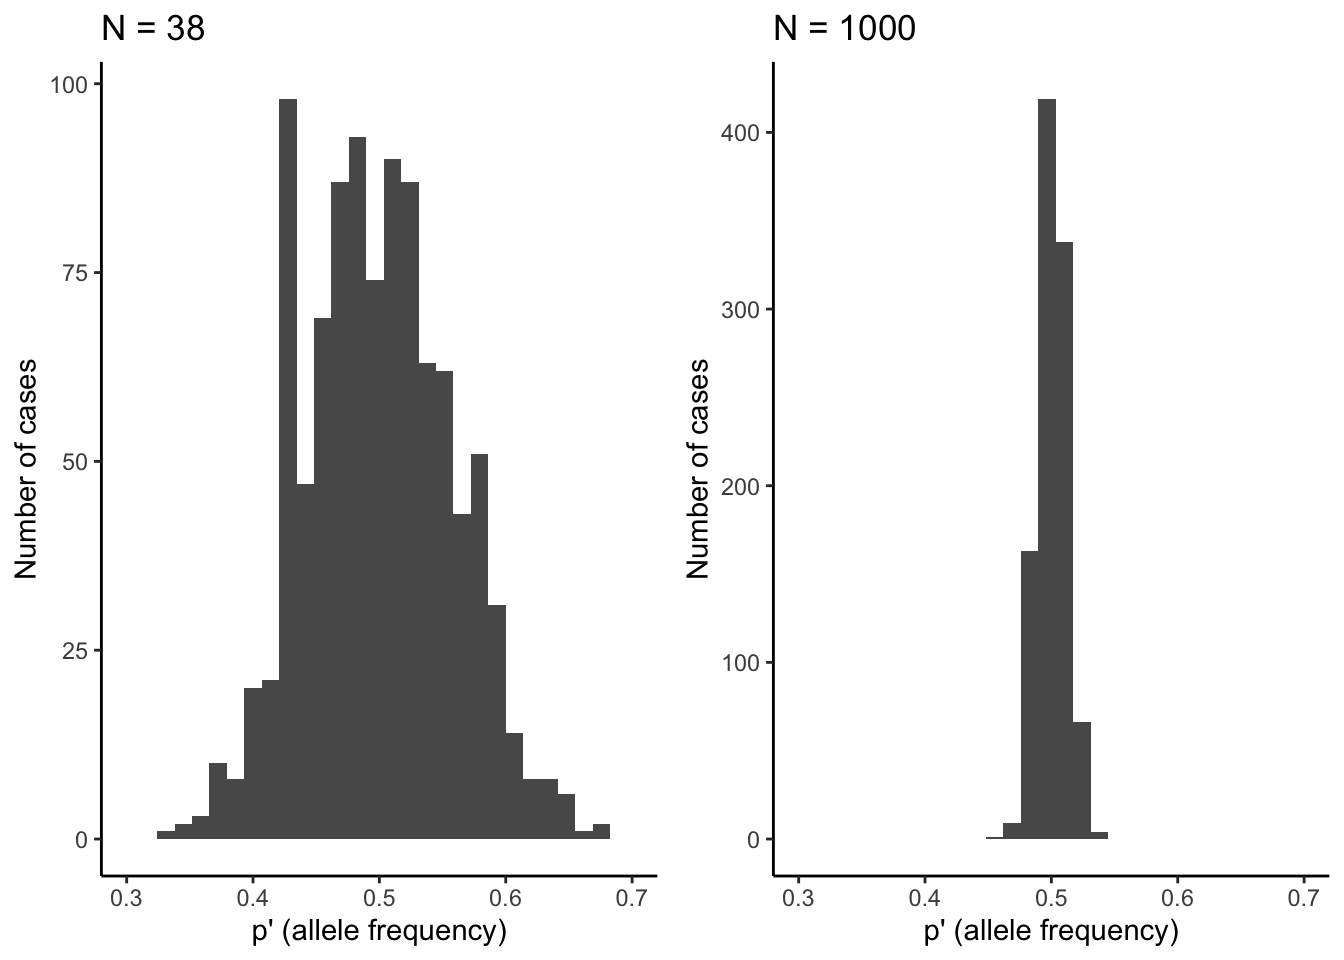 N = 38
Number of cases
100
75
50
25
0
0.3 0.4 0.5 0.6 0.7
p' (allele frequency)
N = 1000
Number of cases
400
300
200
100
0
0.3 0.4 0.5 0.6 0.7
p' (allele frequency)